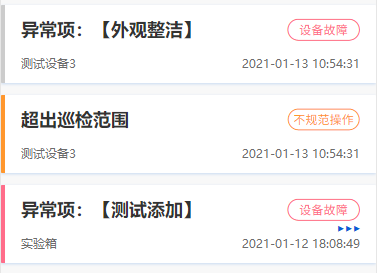 异常项：【外观整洁】 设备故障
测试设备3 2021-01-13 10:54:31
超出巡检范围 不规范操作
测试设备3 2021-01-13 10:54:31
异常项：【测试添加】 设备故障
实验箱 2021-01-12 18:08:49